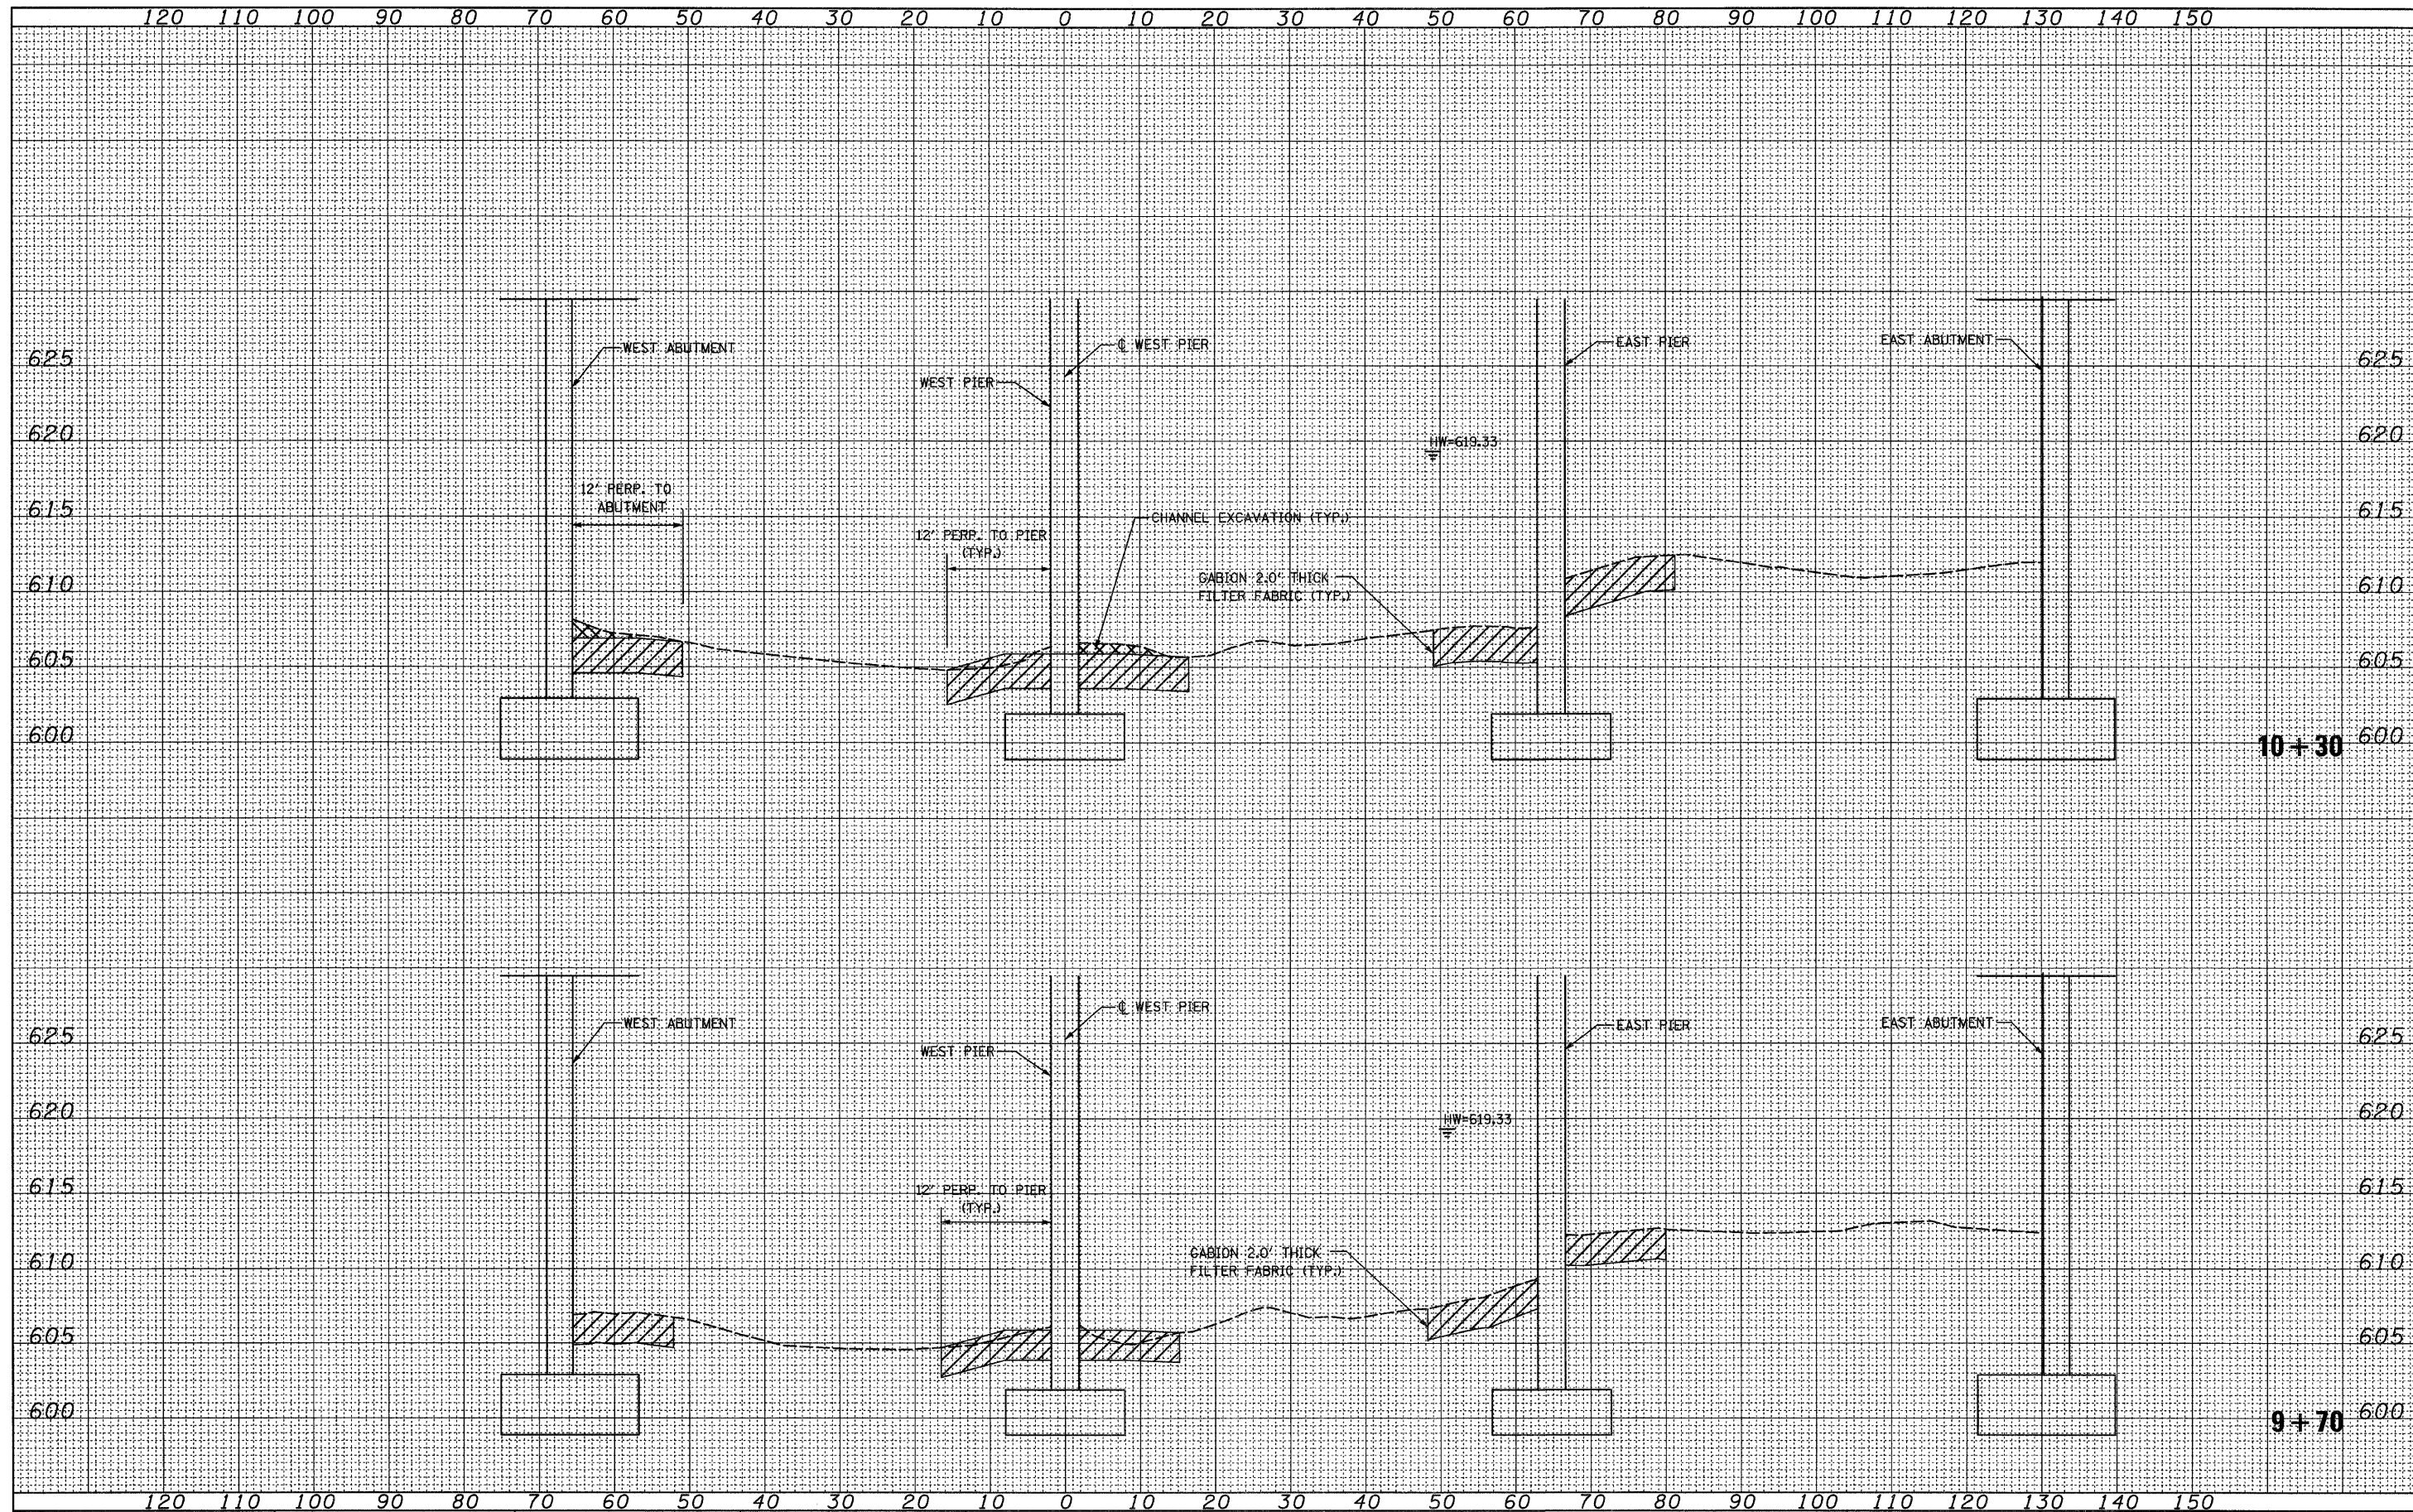 120 110 100 90 80 70 60 50 40 30 20 10 0 10 20 30 40 50 60 70 80 90 100 110 120 130 140 150
625 WEST ABUTMENT ℄ WEST PIER EAST PIER EAST ABUTMENT 625
WEST PIER
620 HW=619.33 620
12' PERP. TO
ABUTMENT
615 CHANNEL EXCAVATION (TYP.) 615
12' PERP. TO PIER
(TYP.)
610 GABION 2.0' THICK 610
FILTER FABRIC (TYP.)
605 605
600 10+30 600
℄ WEST PIER
625 WEST ABUTMENT EAST PIER EAST ABUTMENT 625
WEST PIER
620 HW=619.33 620
615 12' PERP. TO PIER 615
(TYP.)
610 GABION 2.0' THICK 610
FILTER FABRIC (TYP.)
605 605
600 9+70 600
120 110 100 90 80 70 60 50 40 30 20 10 0 10 20 30 40 50 60 70 80 90 100 110 120 130 140 150